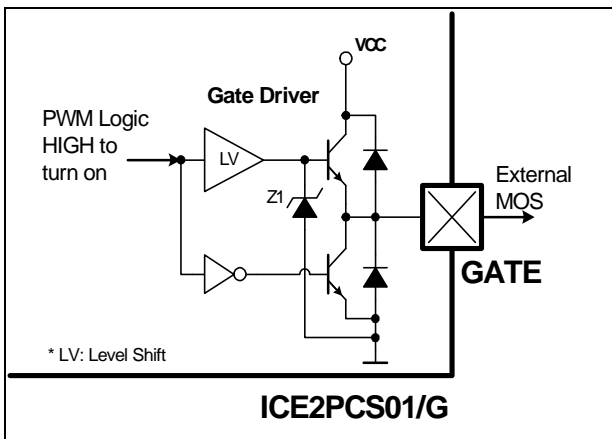 VCC
Gate Driver
PWM Logic
HIGH to
turn on
LV
Z1
External
MOS
GATE
* LV: Level Shift
ICE2PCS01/G